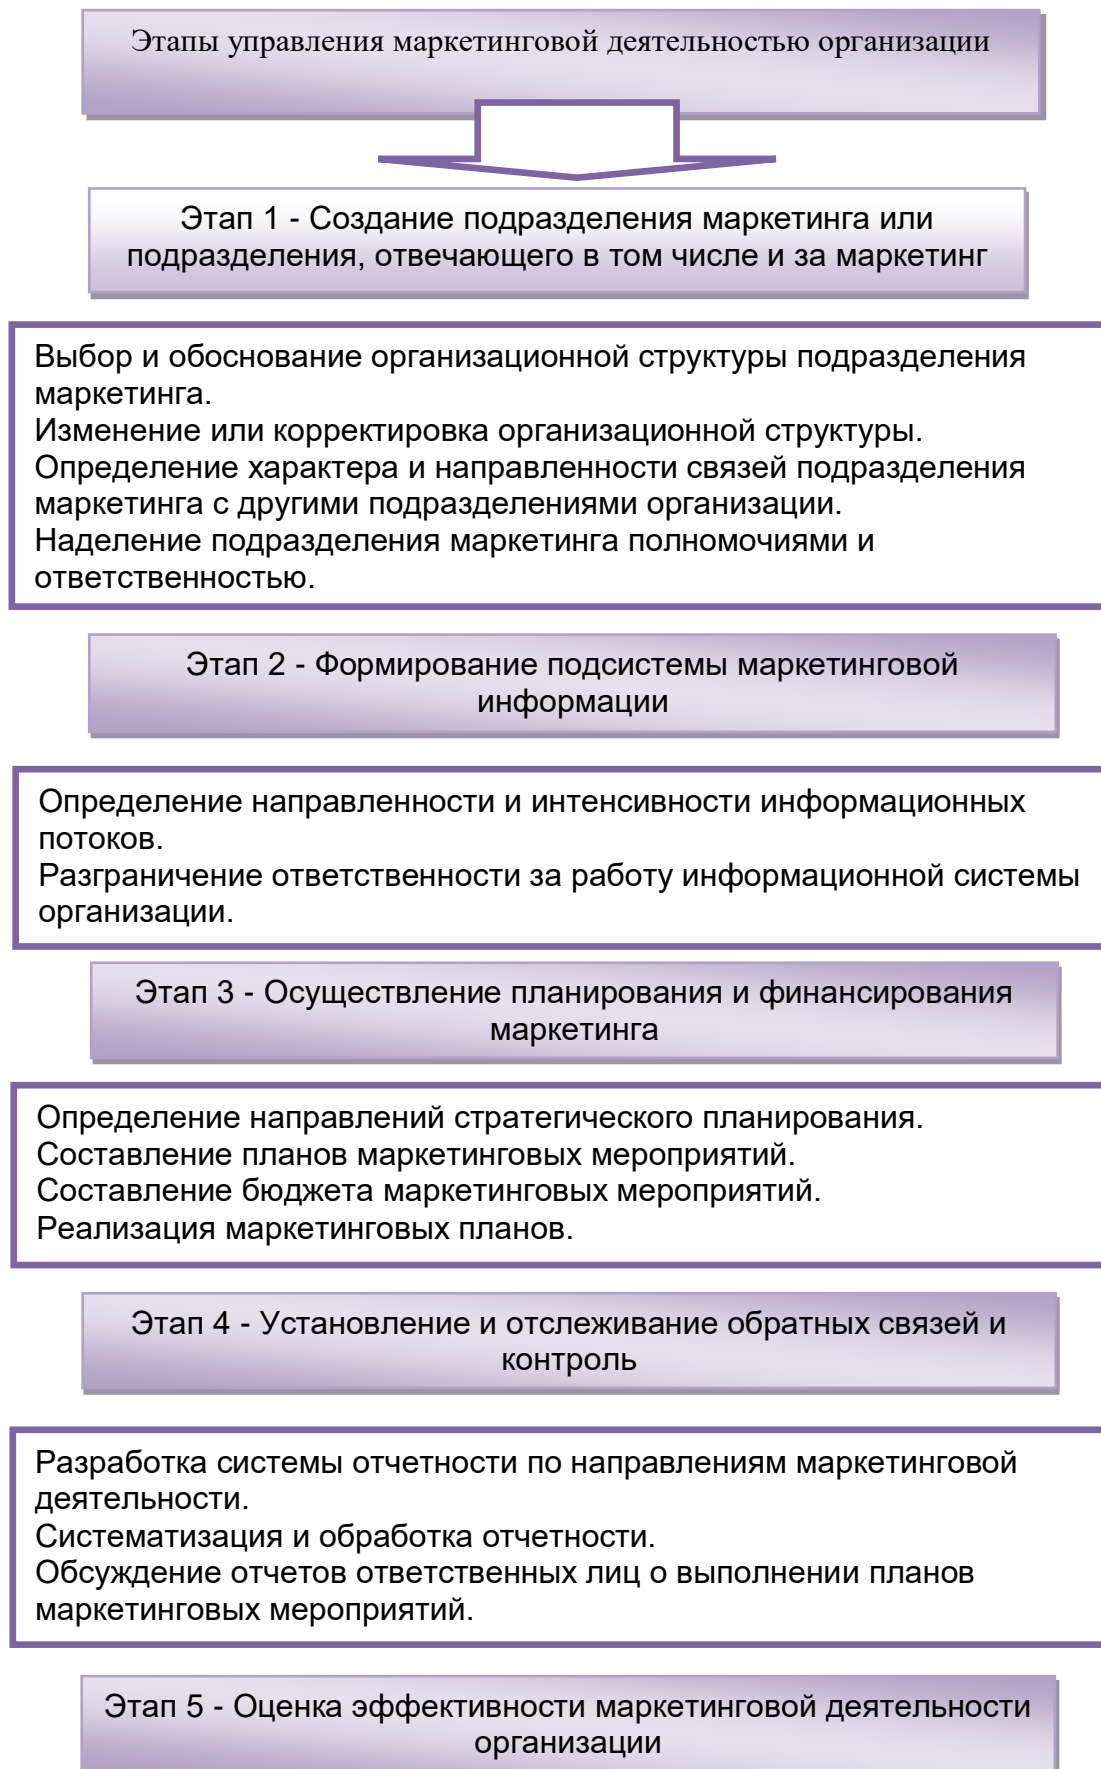 Этапы управления маркетинговой деятельностью организации
Этап 1 - Создание подразделения маркетинга или
подразделения, отвечающего в том числе и за маркетинг
Выбор и обоснование организационной структуры подразделения
маркетинга.
Изменение или корректировка организационной структуры.
Определение характера и направленности связей подразделения
маркетинга с другими подразделениями организации.
Наделение подразделения маркетинга полномочиями и
ответственностью.
Этап 2 - Формирование подсистемы маркетинговой
информации
Определение направленности и интенсивности информационных
потоков.
Разграничение ответственности за работу информационной системы
организации.
Этап 3 - Осуществление планирования и финансирования
маркетинга
Определение направлений стратегического планирования.
Составление планов маркетинговых мероприятий.
Составление бюджета маркетинговых мероприятий.
Реализация маркетинговых планов.
Этап 4 - Установление и отслеживание обратных связей и
контроль
Разработка системы отчетности по направлениям маркетинговой
деятельности.
Систематизация и обработка отчетности.
Обсуждение отчетов ответственных лиц о выполнении планов
маркетинговых мероприятий.
Этап 5 - Оценка эффективности маркетинговой деятельности
организации